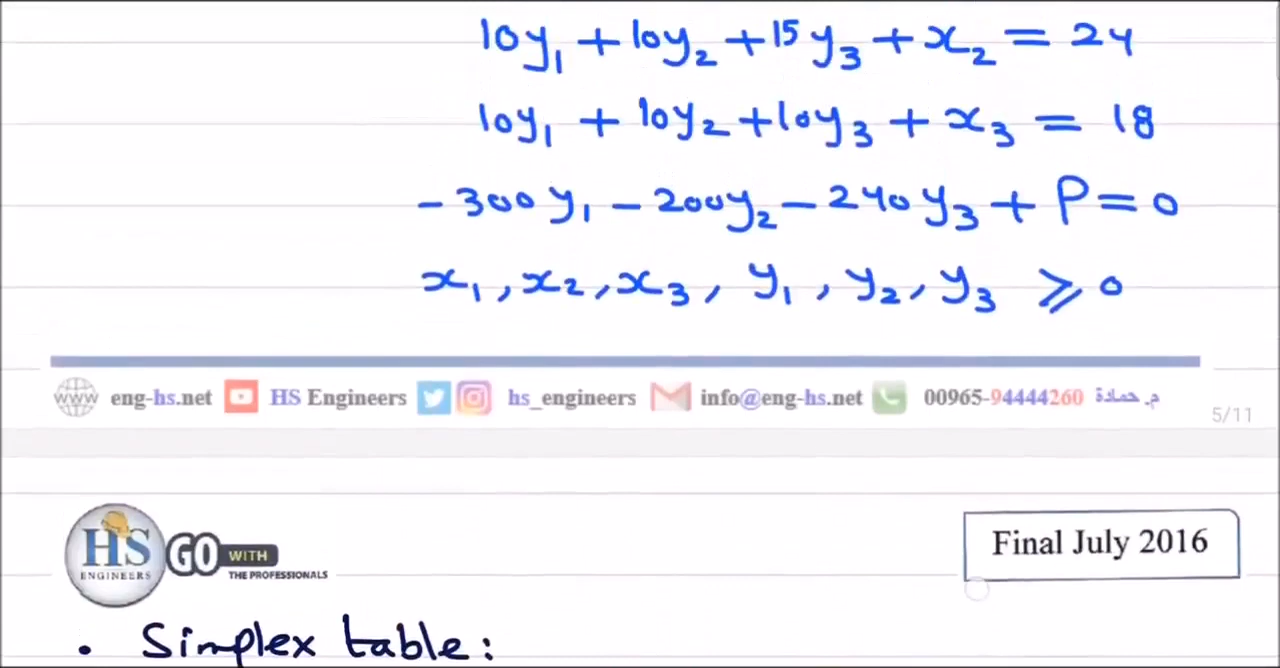 10y₁ + 10y₂ + 15y₃ + x₂ = 24
10y₁ + 10y₂ + 10y₃ + x₃ = 18
-300y₁ - 200y₂ - 240y₃ + P = 0
x₁, x₂, x₃, y₁, y₂, y₃ ⩾ 0
www eng-hs.net HS Engineers hs_engineers info@eng-hs.net 00965-94444260 م. حمادة
5/11
HS ENGINEERS GO WITH THE PROFESSIONALS
Final July 2016
• Simplex table: